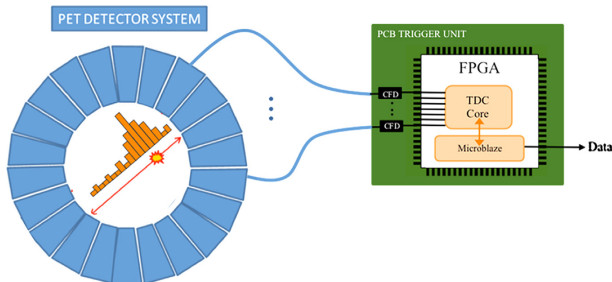 PET DETECTOR SYSTEM
PCB TRIGGER UNIT
FPGA
CFD
TDC
Core
CFD
Microblaze
Data